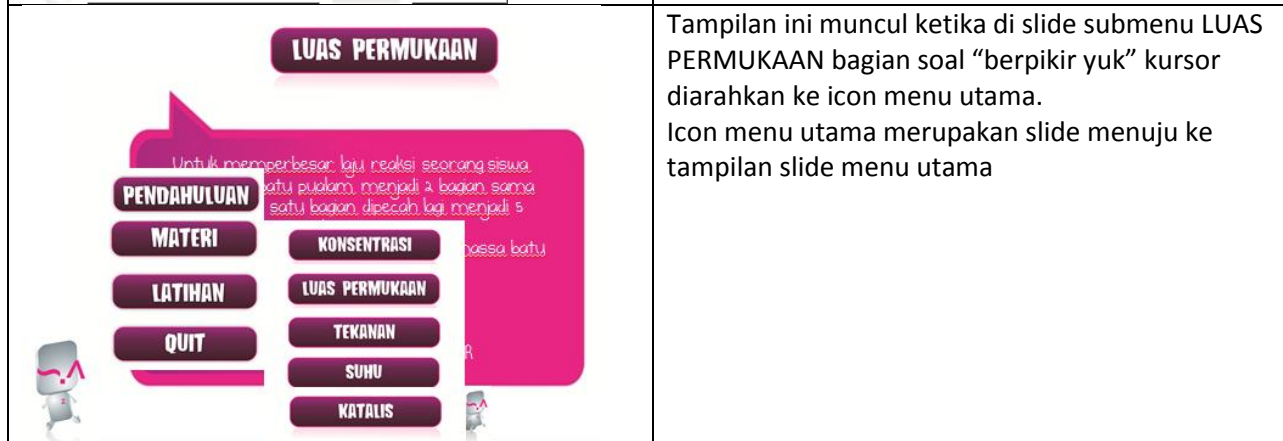 LUAS PERMUKAAN
Untuk memperbesar laju reaksi seorang siswa
batu pualam, menjadi 2 bagian sama
satu bagian dipecah lagi menjadi 5
massa batu
R
PENDAHULUAN
MATERI
LATIHAN
QUIT
KONSENTRASI
LUAS PERMUKAAN
TEKANAN
SUHU
KATALIS
Tampilan ini muncul ketika di slide submenu LUAS
PERMUKAAN bagian soal “berpikir yuk” kursor
diarahkan ke icon menu utama.
Icon menu utama merupakan slide menuju ke
tampilan slide menu utama